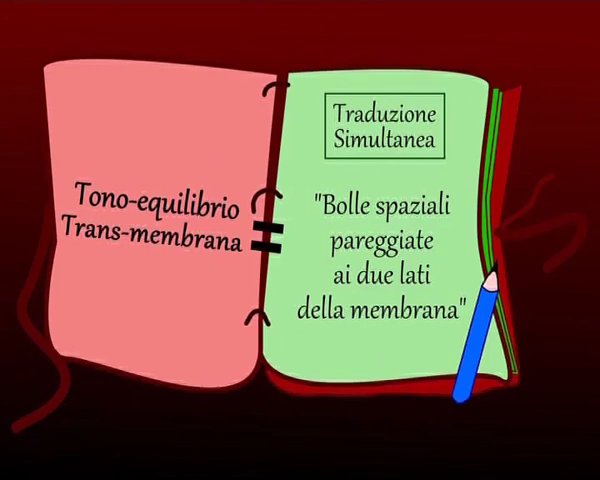 Tono-equilibrio
Trans-membrana
=
Traduzione
Simultanea
"Bolle spaziali
pareggiate
ai due lati
della membrana"